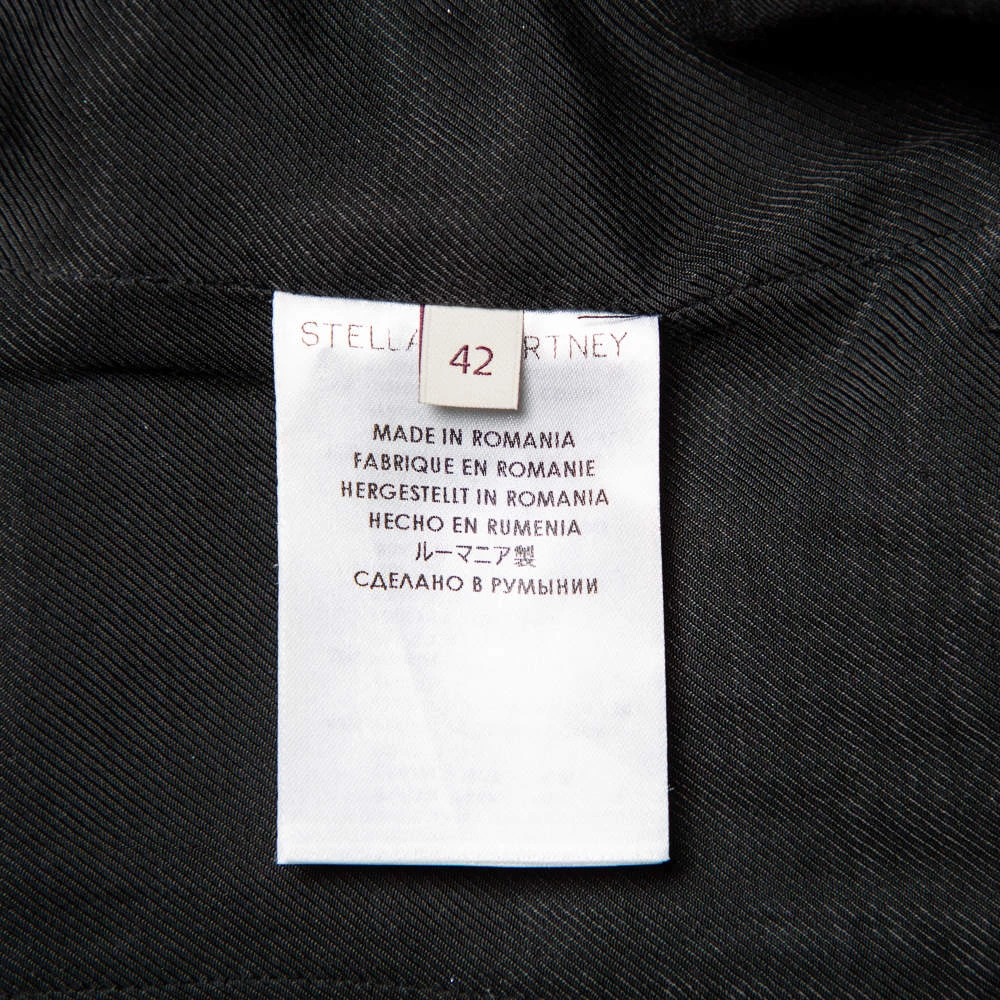 STELLA RTNEY
42
MADE IN ROMANIA
FABRIQUE EN ROMANIE
HERGESTELLT IN ROMANIA
HECHO EN RUMENIA
ルーマニア製
СДЕЛАНО В РУМЫНИИ